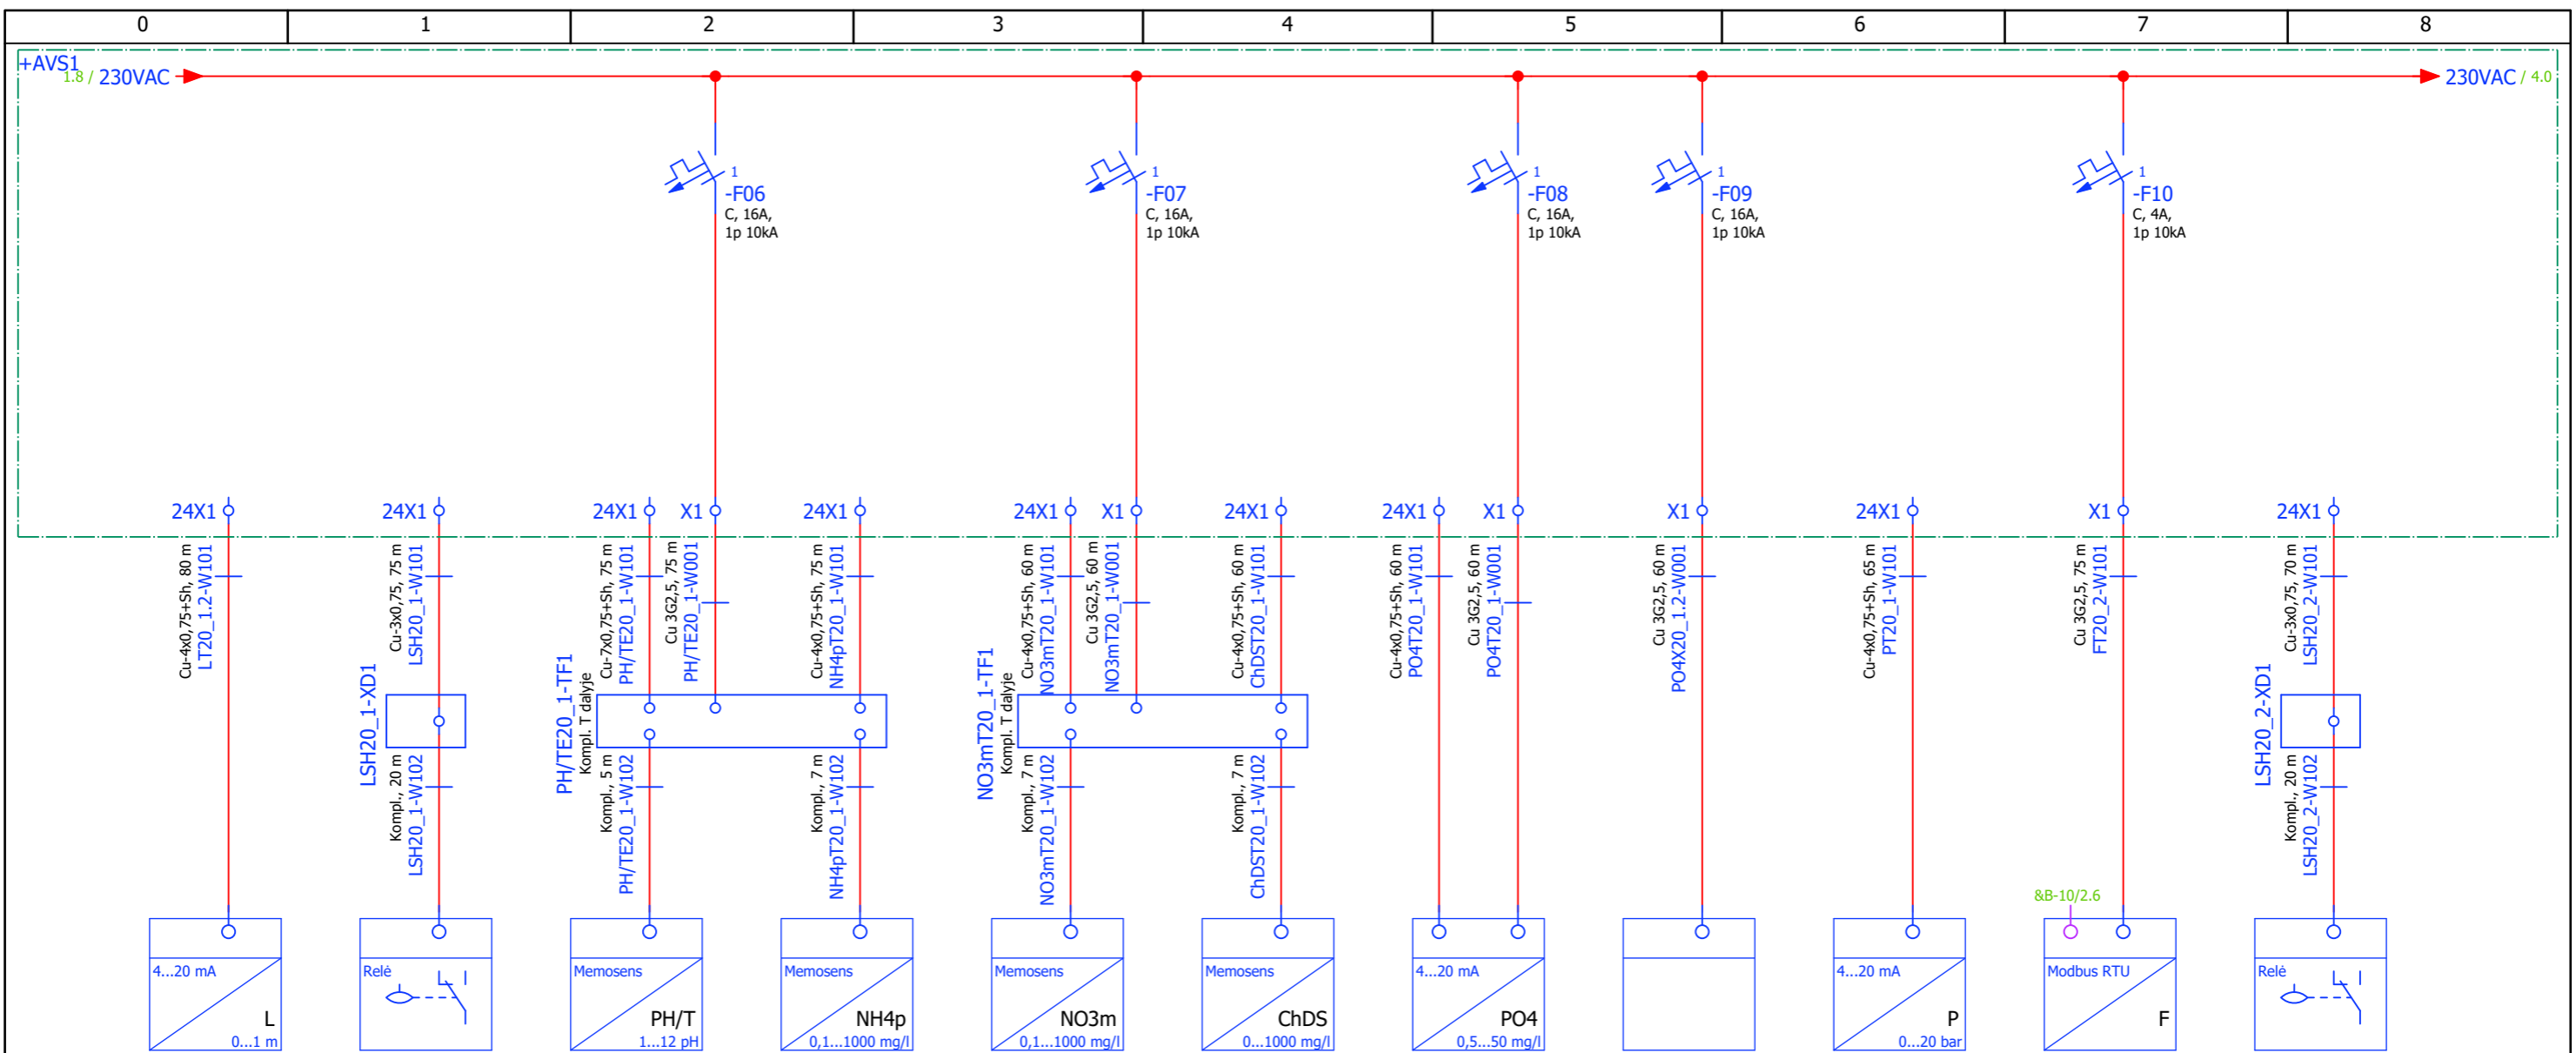 0 1 2 3 4 5 6 7 8
+AVS1
1.8 / 230VAC
230VAC / 4.0
1
-F06
C, 16A,
1p 10kA
1
-F07
C, 16A,
1p 10kA
1
-F08
C, 16A,
1p 10kA
1
-F09
C, 16A,
1p 10kA
1
-F10
C, 4A,
1p 10kA
24X1 24X1 24X1 X1 24X1 24X1 X1 24X1 24X1 X1 X1 24X1 X1 24X1
Cu-4x0,75+Sh, 80 m
LT20_1.2-W101
Cu-3x0,75, 75 m
LSH20_1-W101
Cu-7x0,75+Sh, 75 m
PH/TE20_1-W101
Cu 3G2,5, 75 m
PH/TE20_1-W001
Cu-4x0,75+Sh, 75 m
NH4pT20_1-W101
Cu-4x0,75+Sh, 60 m
NO3mT20_1-W101
Cu 3G2,5, 60 m
NO3mT20_1-W001
Cu-4x0,75+Sh, 60 m
ChDST20_1-W101
Cu-4x0,75+Sh, 60 m
PO4T20_1-W101
Cu 3G2,5, 60 m
PO4T20_1-W001
Cu 3G2,5, 60 m
PO4X20_1.2-W001
Cu-4x0,75+Sh, 65 m
PT20_1-W101
Cu 3G2,5, 75 m
FT20_2-W101
Cu-3x0,75, 70 m
LSH20_2-W101
LSH20_1-XD1
PH/TE20_1-TF1
Kompl. T dalyje
NO3mT20_1-TF1
Kompl. T dalyje
LSH20_2-XD1
Kompl., 20 m
LSH20_1-W102
Kompl., 5 m
PH/TE20_1-W102
Kompl., 7 m
NH4pT20_1-W102
Kompl., 7 m
NO3mT20_1-W102
Kompl., 7 m
ChDST20_1-W102
Kompl., 20 m
LSH20_2-W102
&B-10/2.6
4...20 mA
L
0...1 m
Relė
Memosens
PH/T
1...12 pH
Memosens
NH4p
0,1...1000 mg/l
Memosens
NO3m
0,1...1000 mg/l
Memosens
ChDS
0...1000 mg/l
4...20 mA
PO4
0,5...50 mg/l
4...20 mA
P
0...20 bar
Modbus RTU
F
Relė